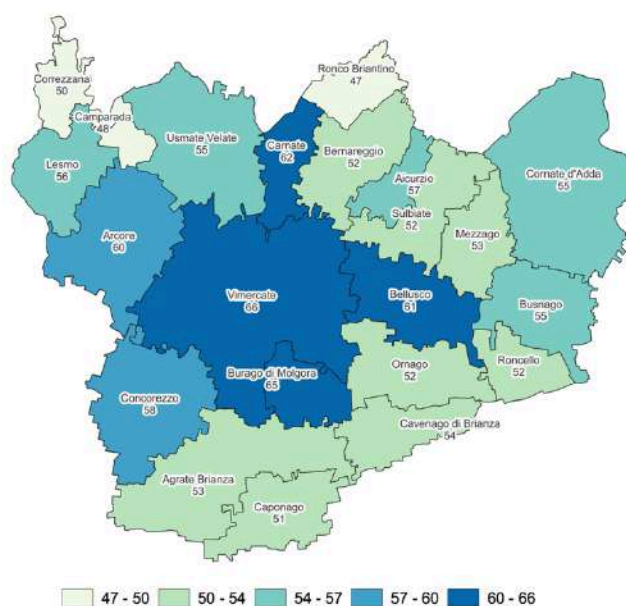 Ronco Briantino
47
Correzzana
50
Camparada
48
Usmate Velate
55
Carnate
62
Bernareggio
52
Lesmo
56
Aicurzio
57
Cornate d'Adda
55
Sulbiate
52
Mezzago
53
Arcore
60
Vimercate
66
Bellusco
61
Busnago
55
Burago di Molgora
65
Ornago
52
Roncello
52
Concorezzo
58
Cavenago di Brianza
54
Agrate Brianza
53
Caponago
51
47 - 50 50 - 54 54 - 57 57 - 60 60 - 66